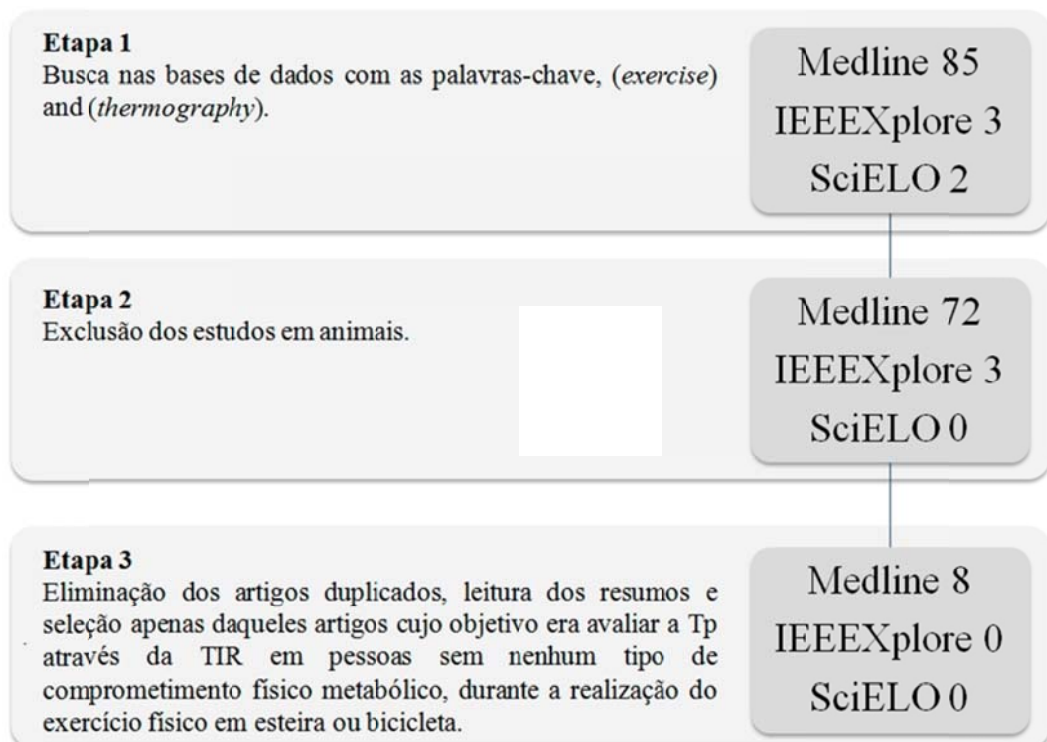 Etapa 1
Busca nas bases de dados com as palavras-chave, (exercise)
and (thermography).
Medline 85
IEEEXplore 3
SciELO 2
Etapa 2
Exclusão dos estudos em animais.
Medline 72
IEEEXplore 3
SciELO 0
Etapa 3
Eliminação dos artigos duplicados, leitura dos resumos e
seleção apenas daqueles artigos cujo objetivo era avaliar a Tp
através da TIR em pessoas sem nenhum tipo de
comprometimento físico metabólico, durante a realização do
exercício físico em esteira ou bicicleta.
Medline 8
IEEEXplore 0
SciELO 0